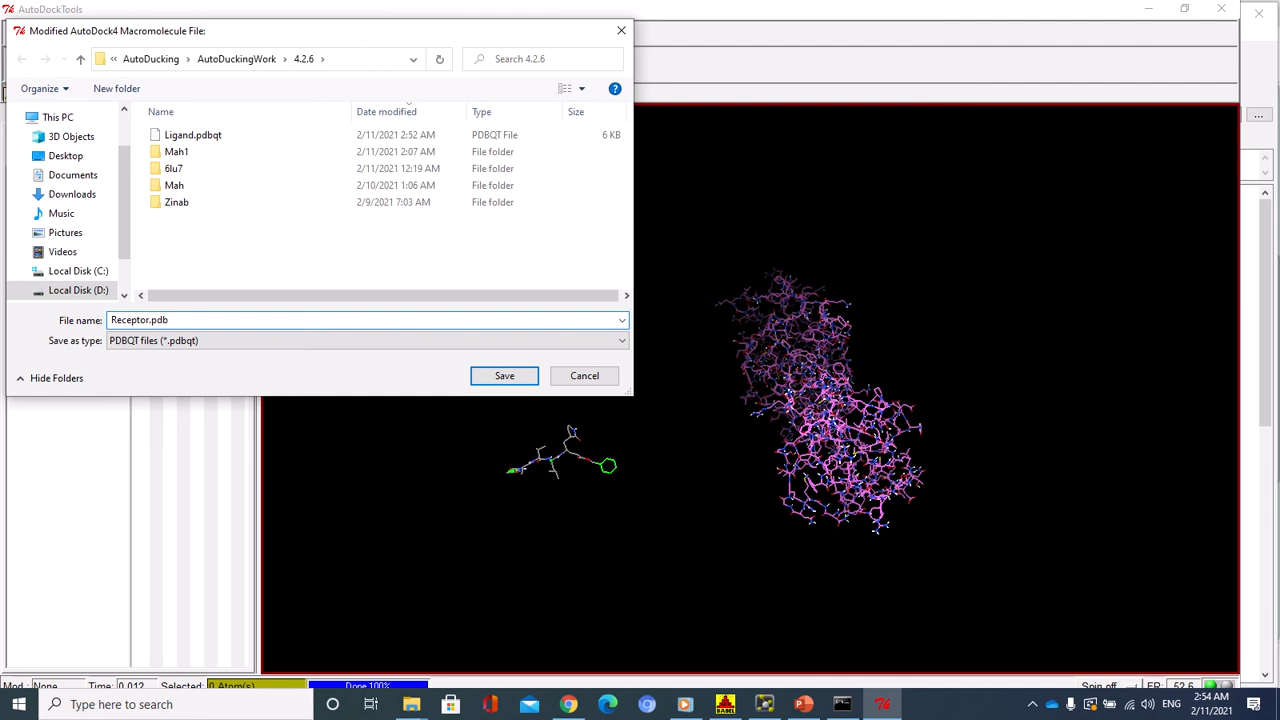 AutoDockTools
Modified AutoDock4 Macromolecule File:
AutoDucking AutoDuckingWork 4.2.6
Search 4.2.6
Organize New folder
Name Date modified Type Size
This PC
3D Objects
Desktop
Documents
Downloads
Music
Pictures
Videos
Local Disk (C:)
Local Disk (D:)
Ligand.pdbqt 2/11/2021 2:52 AM PDBQT File 6 KB
Mah1 2/11/2021 2:07 AM File folder
6lu7 2/11/2021 12:19 AM File folder
Mah 2/10/2021 1:06 AM File folder
Zinab 2/9/2021 7:03 AM File folder
File name: Receptor.pdb
Save as type: PDBQT files (*.pdbqt)
Hide Folders
Save Cancel
Mod.: None Time: 0.012 Selected: 0 Atom(s) Done 100% Spin off FR: 52.6
Type here to search
BABEL
ENG
2:54 AM
2/11/2021